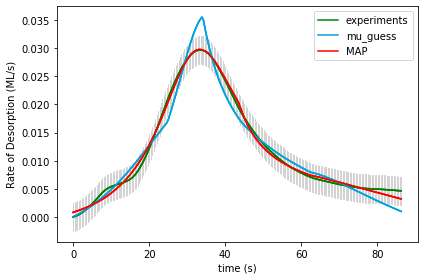 experiments
mu_guess
MAP
Rate of Desorption (ML/s)
0.035
0.030
0.025
0.020
0.015
0.010
0.005
0.000
0
20
40
60
80
time (s)